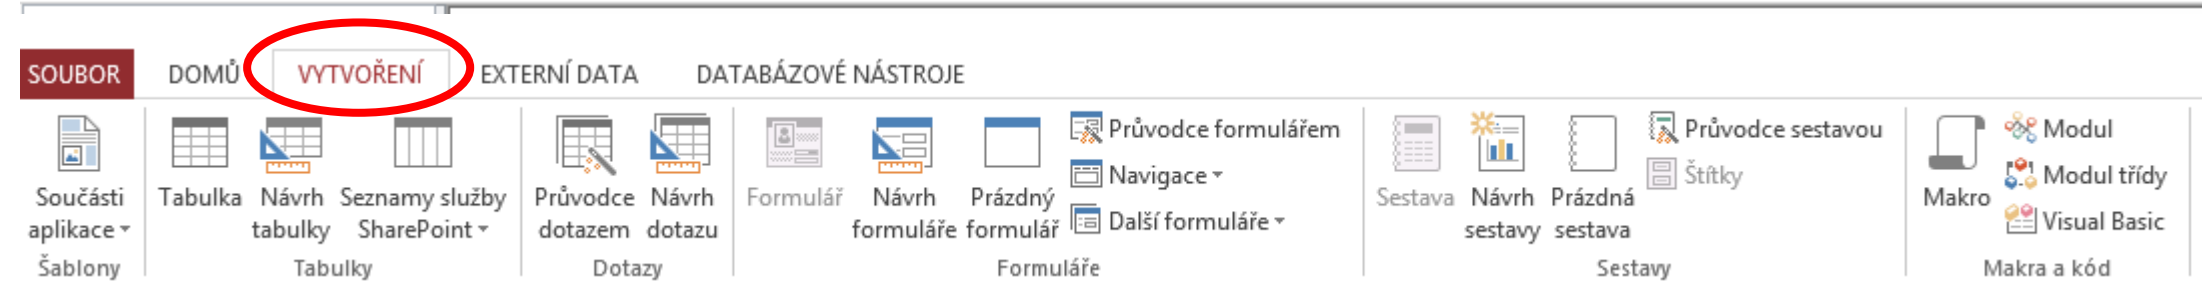 SOUBOR DOMŮ VYTVOŘENÍ EXTERNÍ DATA DATABÁZOVÉ NÁSTROJE
Součásti
aplikace
Šablony
Tabulka
Návrh
tabulky
Seznamy služby
SharePoint
Tabulky
Průvodce
dotazem
Návrh
dotazu
Dotazy
Formulář
Návrh
formuláře
Prázdný
formulář
Průvodce formulářem
Navigace
Další formuláře
Formuláře
Sestava
Návrh
sestavy
Prázdná
sestava
Průvodce sestavou
Štítky
Sestavy
Makro
Modul
Modul třídy
Visual Basic
Makra a kód